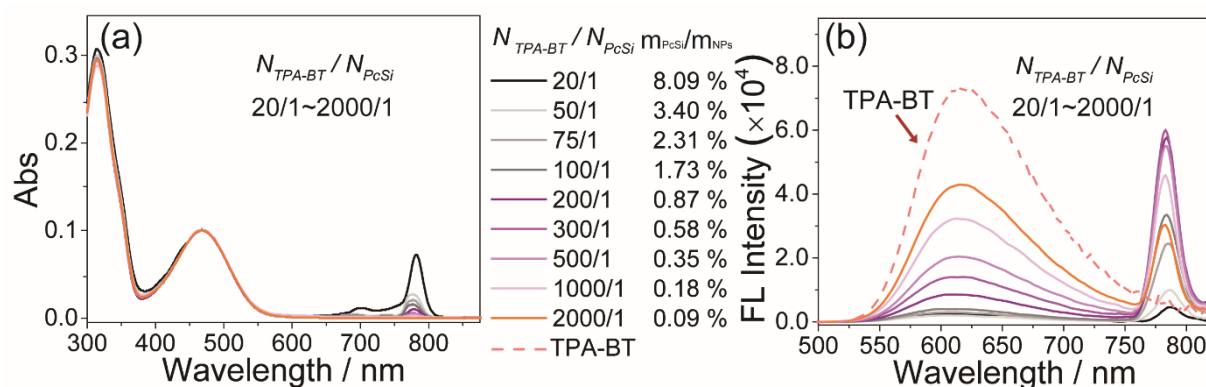 (a)
N TPA-BT / N PcSi
20/1~2000/1
0.3
0.2
0.1
0.0
Abs
300 400 500 600 700 800
Wavelength / nm
N TPA-BT / N PcSi mPcSi/mNPs
20/1 8.09 %
50/1 3.40 %
75/1 2.31 %
100/1 1.73 %
200/1 0.87 %
300/1 0.58 %
500/1 0.35 %
1000/1 0.18 %
2000/1 0.09 %
TPA-BT
(b)
N TPA-BT / N PcSi
20/1~2000/1
TPA-BT
8.0
6.0
4.0
2.0
0.0
FL Intensity (×10⁴)
500 550 600 650 700 750 800
Wavelength / nm